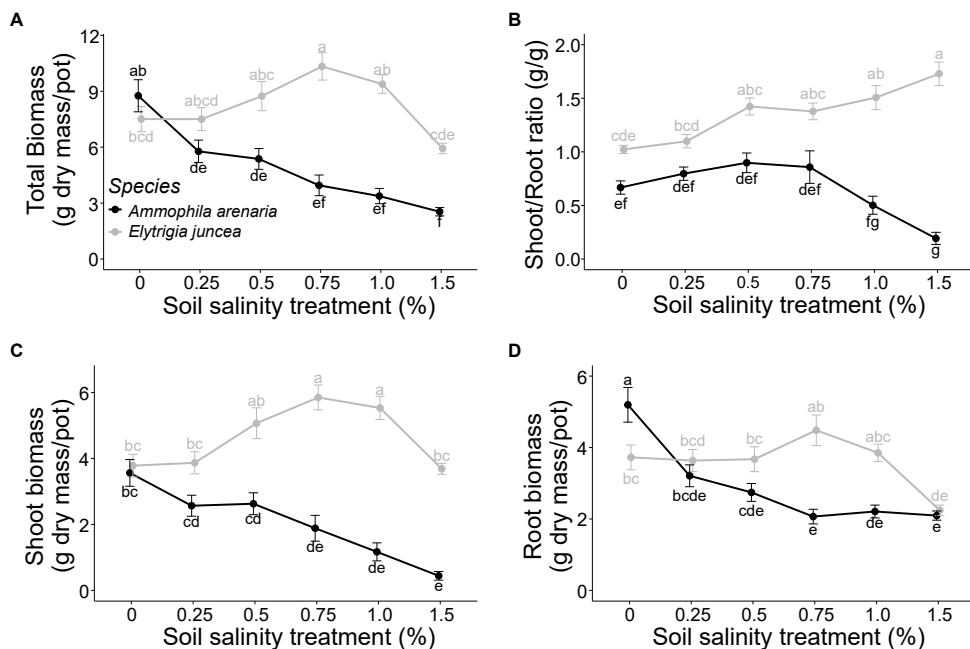 A
Total Biomass
(g dry mass/pot)
12
9
6
3
0
ab
a
abc
ab
abcd
bcd
cde
de
de
ef
ef
f
Species
Ammophila arenaria
Elytrigia juncea
0 0.25 0.5 0.75 1.0 1.5
Soil salinity treatment (%)
B
Shoot/Root ratio (g/g)
2.0
1.5
1.0
0.5
0.0
a
ab
abc
abc
bcd
cde
ef
def
def
def
fg
g
0 0.25 0.5 0.75 1.0 1.5
Soil salinity treatment (%)
C
Shoot biomass
(g dry mass/pot)
6
4
2
0
a
a
ab
bc
bc
bc
bc
cd
cd
de
de
e
0 0.25 0.5 0.75 1.0 1.5
Soil salinity treatment (%)
D
Root biomass
(g dry mass/pot)
6
4
2
0
a
ab
abc
bcd
bc
bc
de
bcde
cde
e
de
e
0 0.25 0.5 0.75 1.0 1.5
Soil salinity treatment (%)